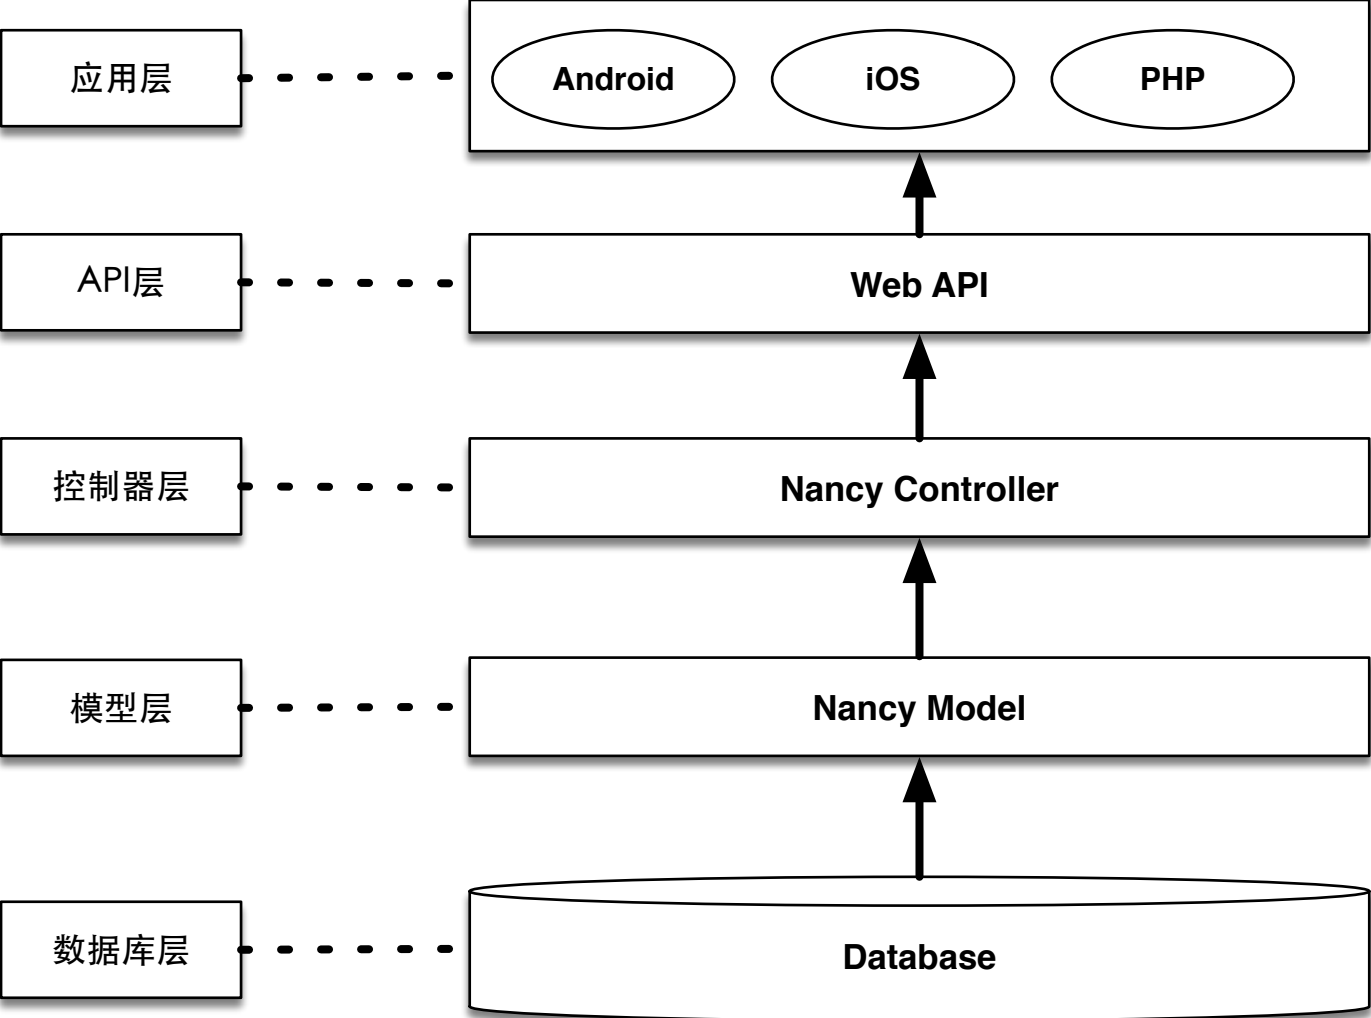 应用层
Android
iOS
PHP
API层
Web API
控制器层
Nancy Controller
模型层
Nancy Model
数据库层
Database